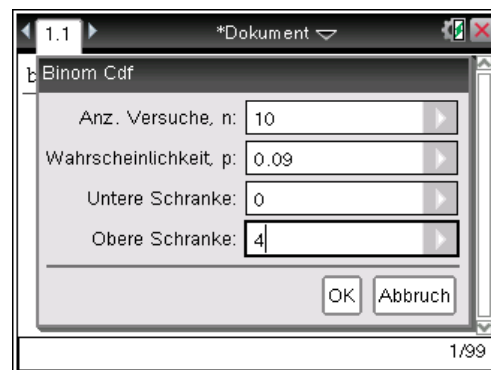 1.1 *Dokument
b
Binom Cdf
Anz. Versuche, n: 10
Wahrscheinlichkeit, p: 0.09
Untere Schranke: 0
Obere Schranke: 4
OK Abbruch
1/99